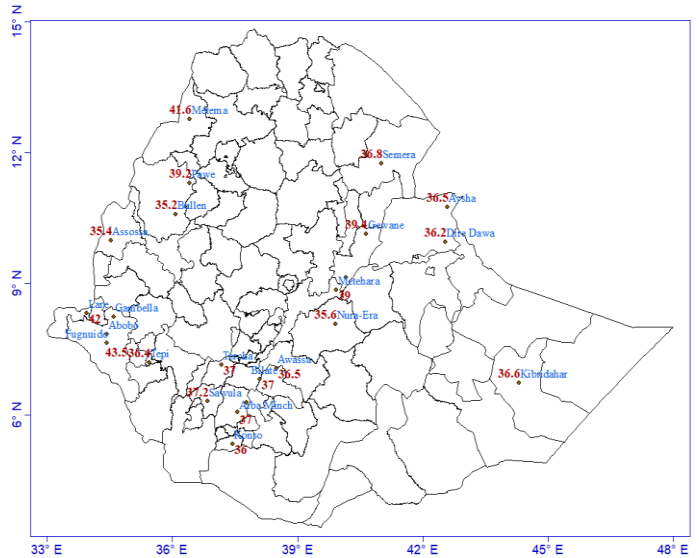 15° N
41.6 Metema
12° N
36.8 Semera
39.2 Pawe
36.5 Aysha
35.2 Bullen
39.4 Gewane
36.2 Dire Dawa
35.4 Assossa
9° N
Metehara
39
Lare
42
Gambella
35.6 Nura-Era
Abobo
Fugnuido
43.5
36.4 Tepi
37
Awassa
36.5
Bilate
37
36.6 Kibridahar
37.2 Sawula
Arba Minch
37
6° N
Konso
36
33° E
36° E
39° E
42° E
45° E
48° E